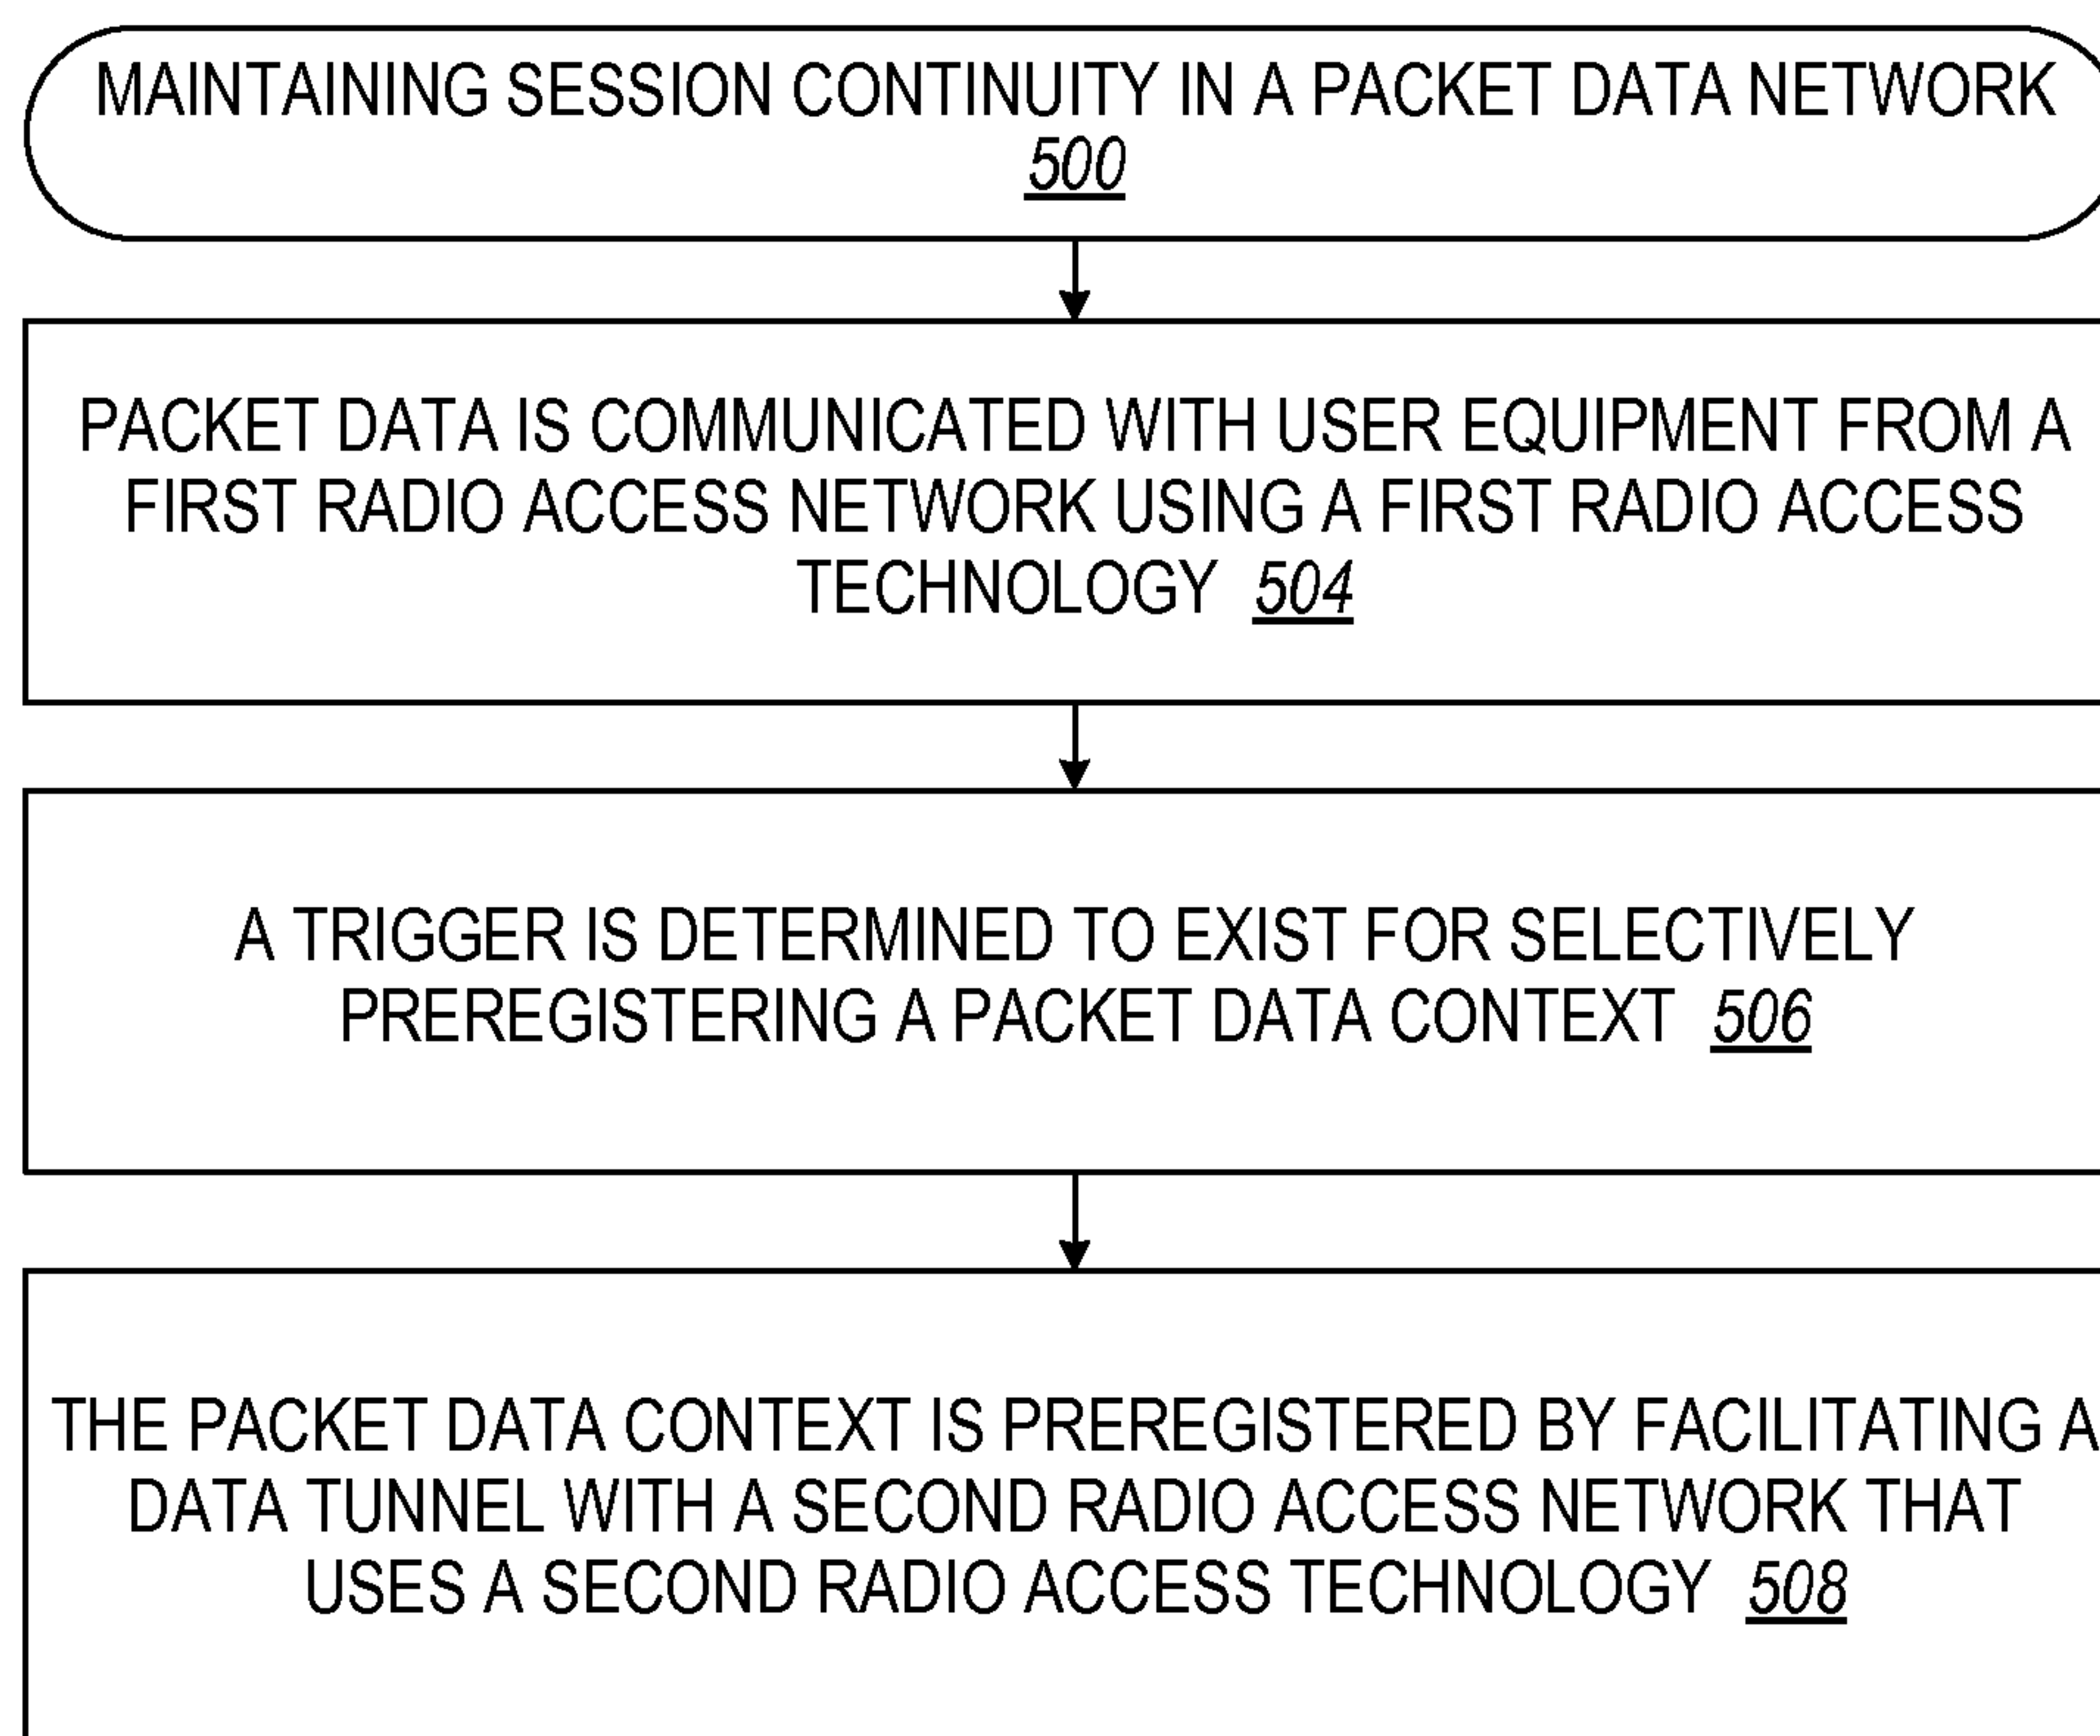 MAINTAINING SESSION CONTINUITY IN A PACKET DATA NETWORK
500
PACKET DATA IS COMMUNICATED WITH USER EQUIPMENT FROM A
FIRST RADIO ACCESS NETWORK USING A FIRST RADIO ACCESS
TECHNOLOGY 504
A TRIGGER IS DETERMINED TO EXIST FOR SELECTIVELY
PREREGISTERING A PACKET DATA CONTEXT 506
THE PACKET DATA CONTEXT IS PREREGISTERED BY FACILITATING A
DATA TUNNEL WITH A SECOND RADIO ACCESS NETWORK THAT
USES A SECOND RADIO ACCESS TECHNOLOGY 508